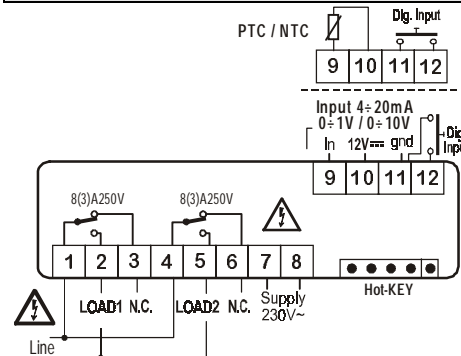 Dig. Input
PTC / NTC
9 10 11 12
Input 4÷20mA
0÷1V / 0÷10V
In 12V gnd
Dig
Inp
9 10 11 12
8(3)A250V 8(3)A250V
1 2 3 4 5 6 7 8
LOAD1 N.C. LOAD2 N.C. Supply
230V~
Hot-KEY
Line